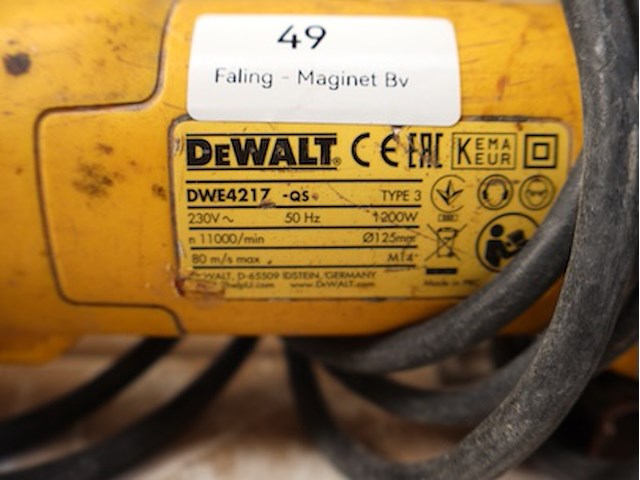 49
Faling - Maginet Bv
DEWALT® CE EAC KEMA KEUR
DWE4217 -QS TYPE 3
230V~ 50 Hz 1200W
n 11000/min Ø125mm
80 m/s max M14
DEWALT, D-65509 IDSTEIN, GERMANY
www.DEWALT.com Made in